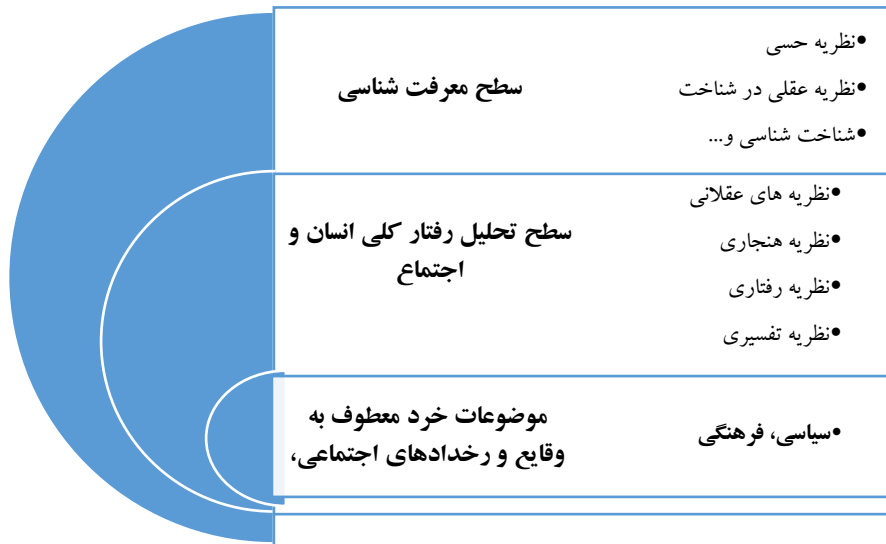 سطح معرفت شناسی
•نظریه حسی
•نظریه عقلی در شناخت
•شناخت شناسی و...
سطح تحلیل رفتار کلی انسان و
اجتماع
•نظریه های عقلانی
•نظریه هنجاری
•نظریه رفتاری
•نظریه تفسیری
موضوعات خرد معطوف به
وقایع و رخدادهای اجتماعی،
•سیاسی، فرهنگی